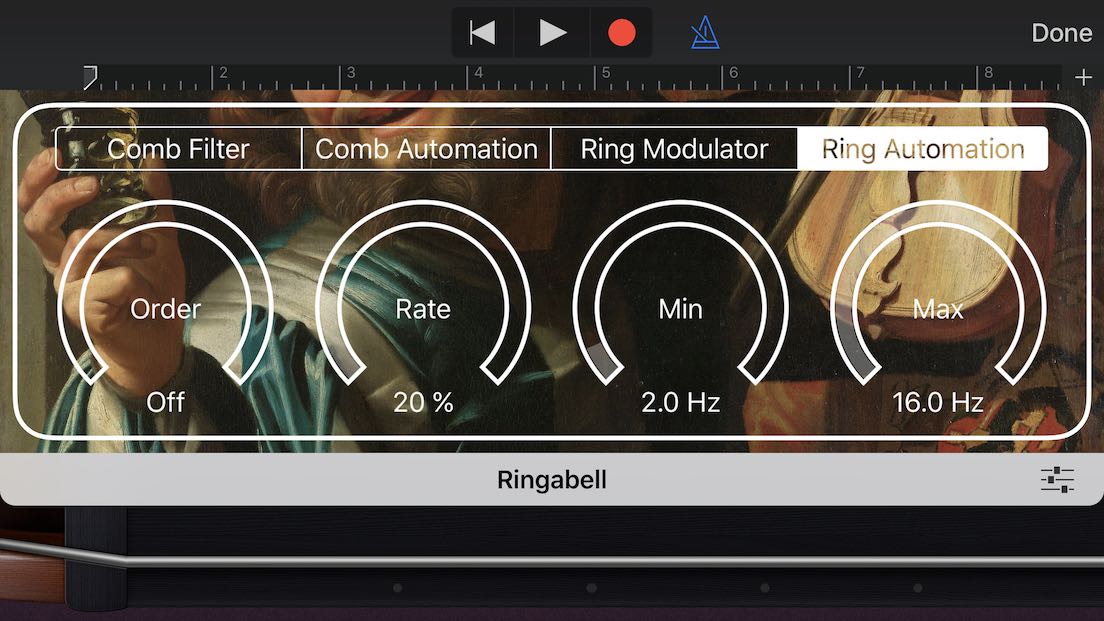 Done
2 3 4 5 6 7 8
Comb Filter Comb Automation Ring Modulator Ring Automation
Order Rate Min Max
Off 20 % 2.0 Hz 16.0 Hz
Ringabell